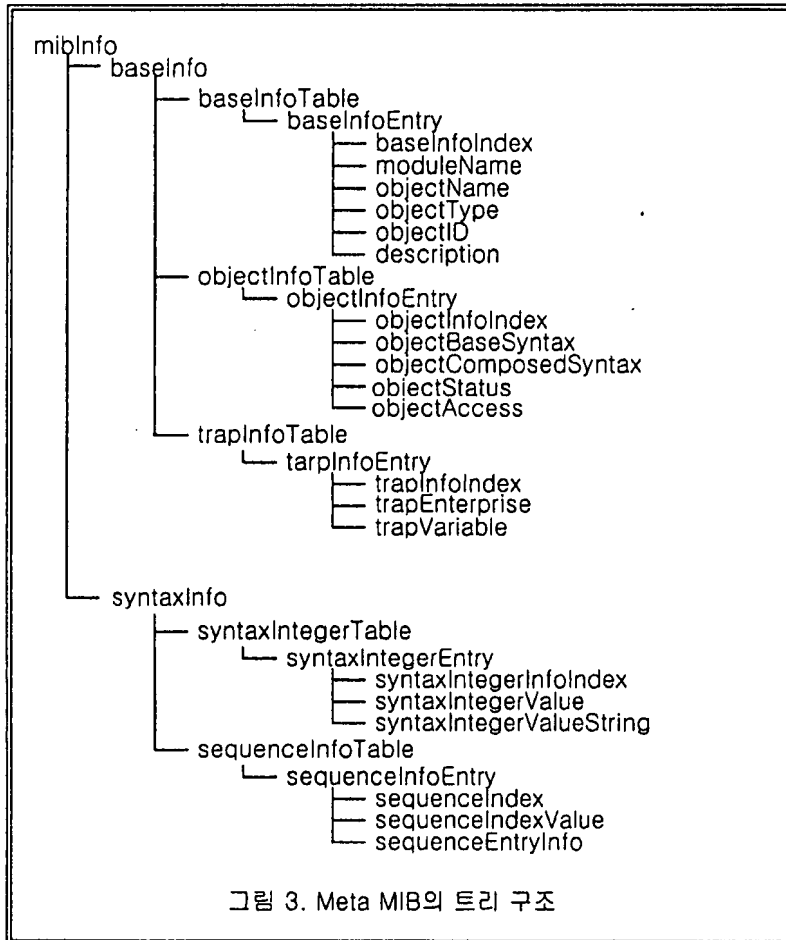 mibInfo
baseInfo
baseInfoTable
baseInfoEntry
baseInfoIndex
moduleName
objectName
objectType
objectID
description
objectInfoTable
objectInfoEntry
objectInfoIndex
objectBaseSyntax
objectComposedSyntax
objectStatus
objectAccess
trapInfoTable
tarpInfoEntry
trapInfoIndex
trapEnterprise
trapVariable
syntaxInfo
syntaxIntegerTable
syntaxIntegerEntry
syntaxIntegerInfoIndex
syntaxIntegerValue
syntaxIntegerValueString
sequenceInfoTable
sequenceInfoEntry
sequenceIndex
sequenceIndexValue
sequenceEntryInfo
그림 3. Meta MIB의 트리 구조